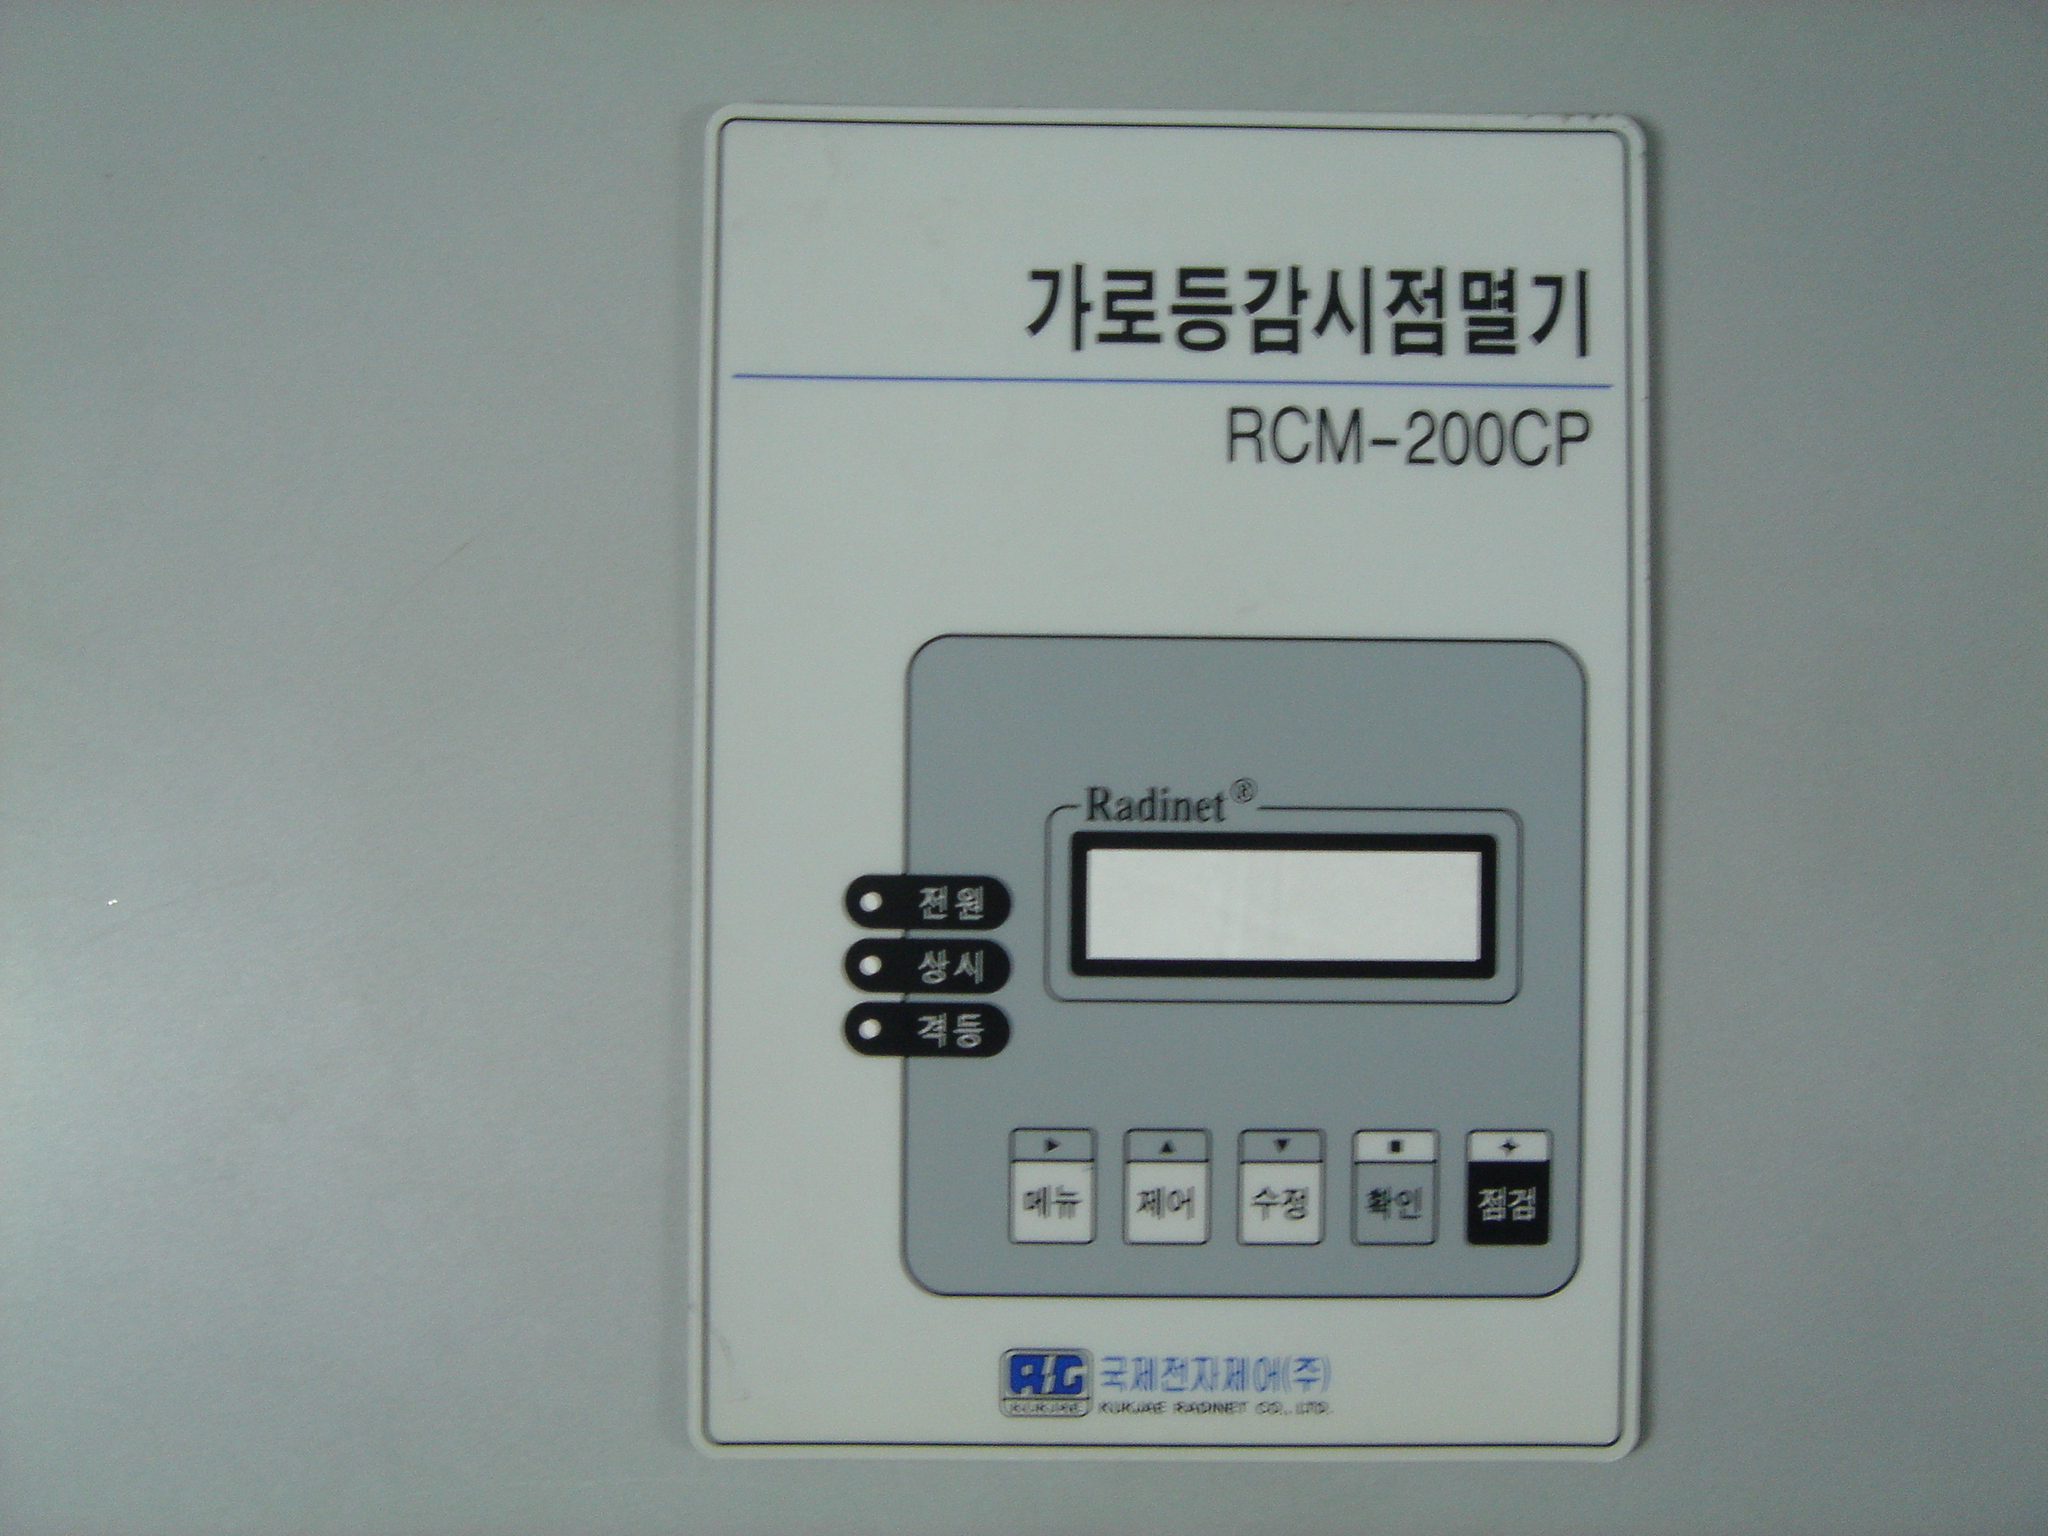 가로등감시점멸기
RCM-200CP
Radinet®
전원
상시
격등
메뉴 제어 수정 확인 점검
국제전자제어(주)
KUKJAE KUKJAE RADINET CO., LTD.